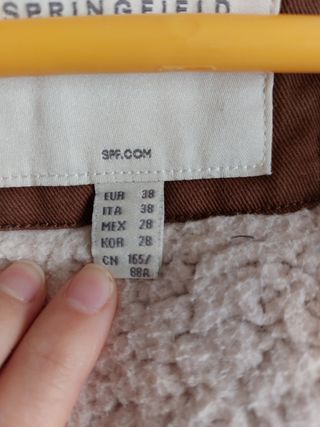 SPRINGFIELD
SPF.COM
EUR 38
ITA 38
MEX 28
KOR 28
CN 165/
88A